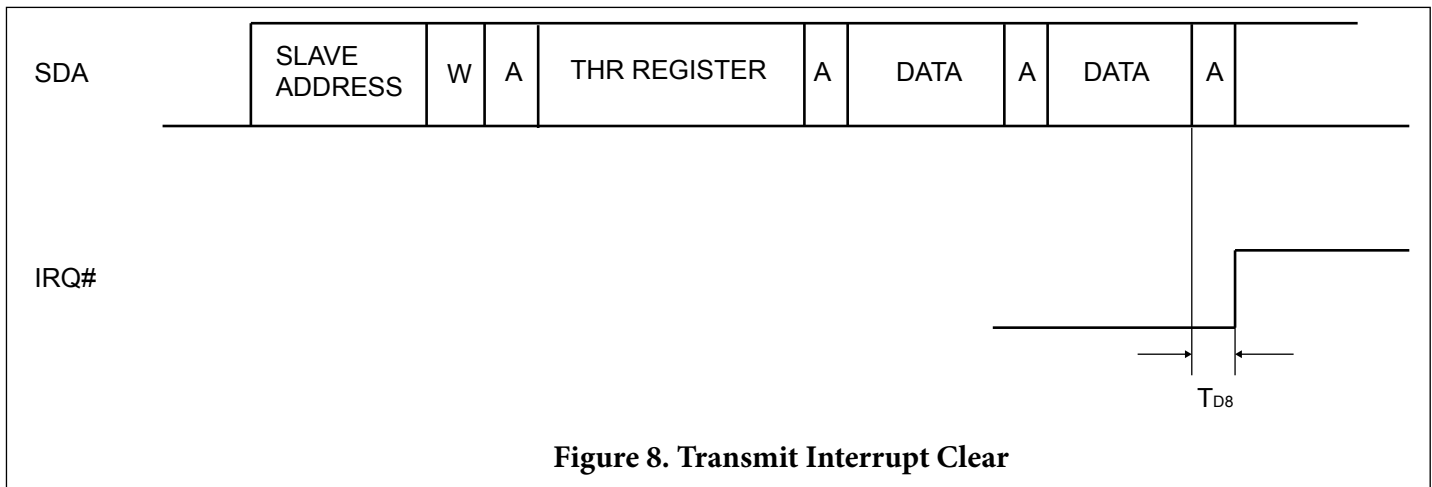 SDA
SLAVE
ADDRESS
W
A
THR REGISTER
A
DATA
A
DATA
A
IRQ#
TD8
Figure 8. Transmit Interrupt Clear